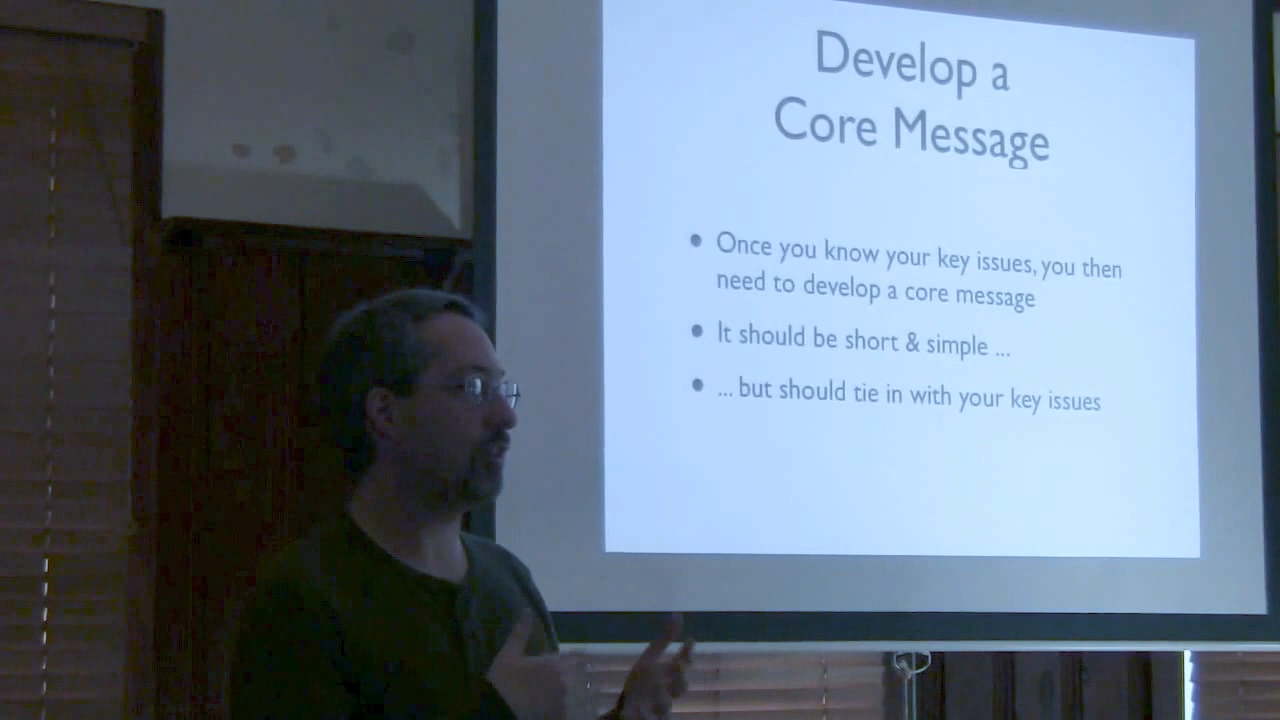 Develop a
Core Message
• Once you know your key issues, you then
need to develop a core message
• It should be short & simple ...
• ... but should tie in with your key issues